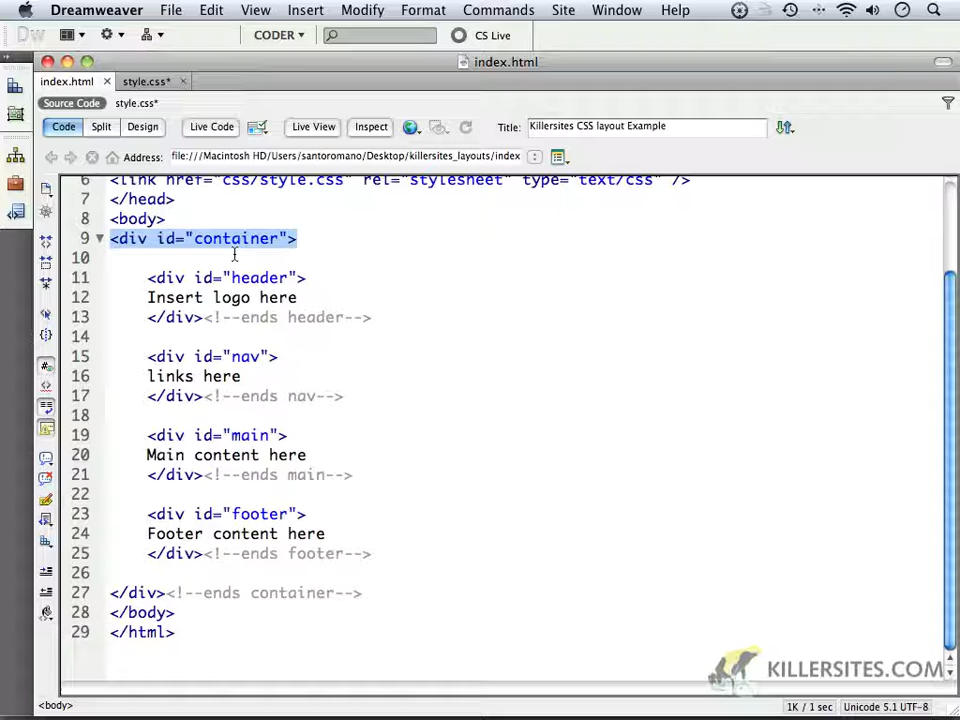 Dreamweaver File Edit View Insert Modify Format Commands Site Window Help
Dw CODER CS Live
index.html
index.html style.css*
Source Code style.css*
Code Split Design Live Code Live View Inspect Title: Killersites CSS layout Example
Address: file:///Macintosh HD/Users/santoromano/Desktop/killersites_layouts/index
6 <link href="css/style.css" rel="stylesheet" type="text/css" />
7 </head>
8 <body>
9 <div id="container">
10
11 <div id="header">
12 Insert logo here
13 </div><!--ends header-->
14
15 <div id="nav">
16 links here
17 </div><!--ends nav-->
18
19 <div id="main">
20 Main content here
21 </div><!--ends main-->
22
23 <div id="footer">
24 Footer content here
25 </div><!--ends footer-->
26
27 </div><!--ends container-->
28 </body>
29 </html>
KILLERSITES.COM
<body> 1K / 1 sec Unicode 5.1 UTF-8